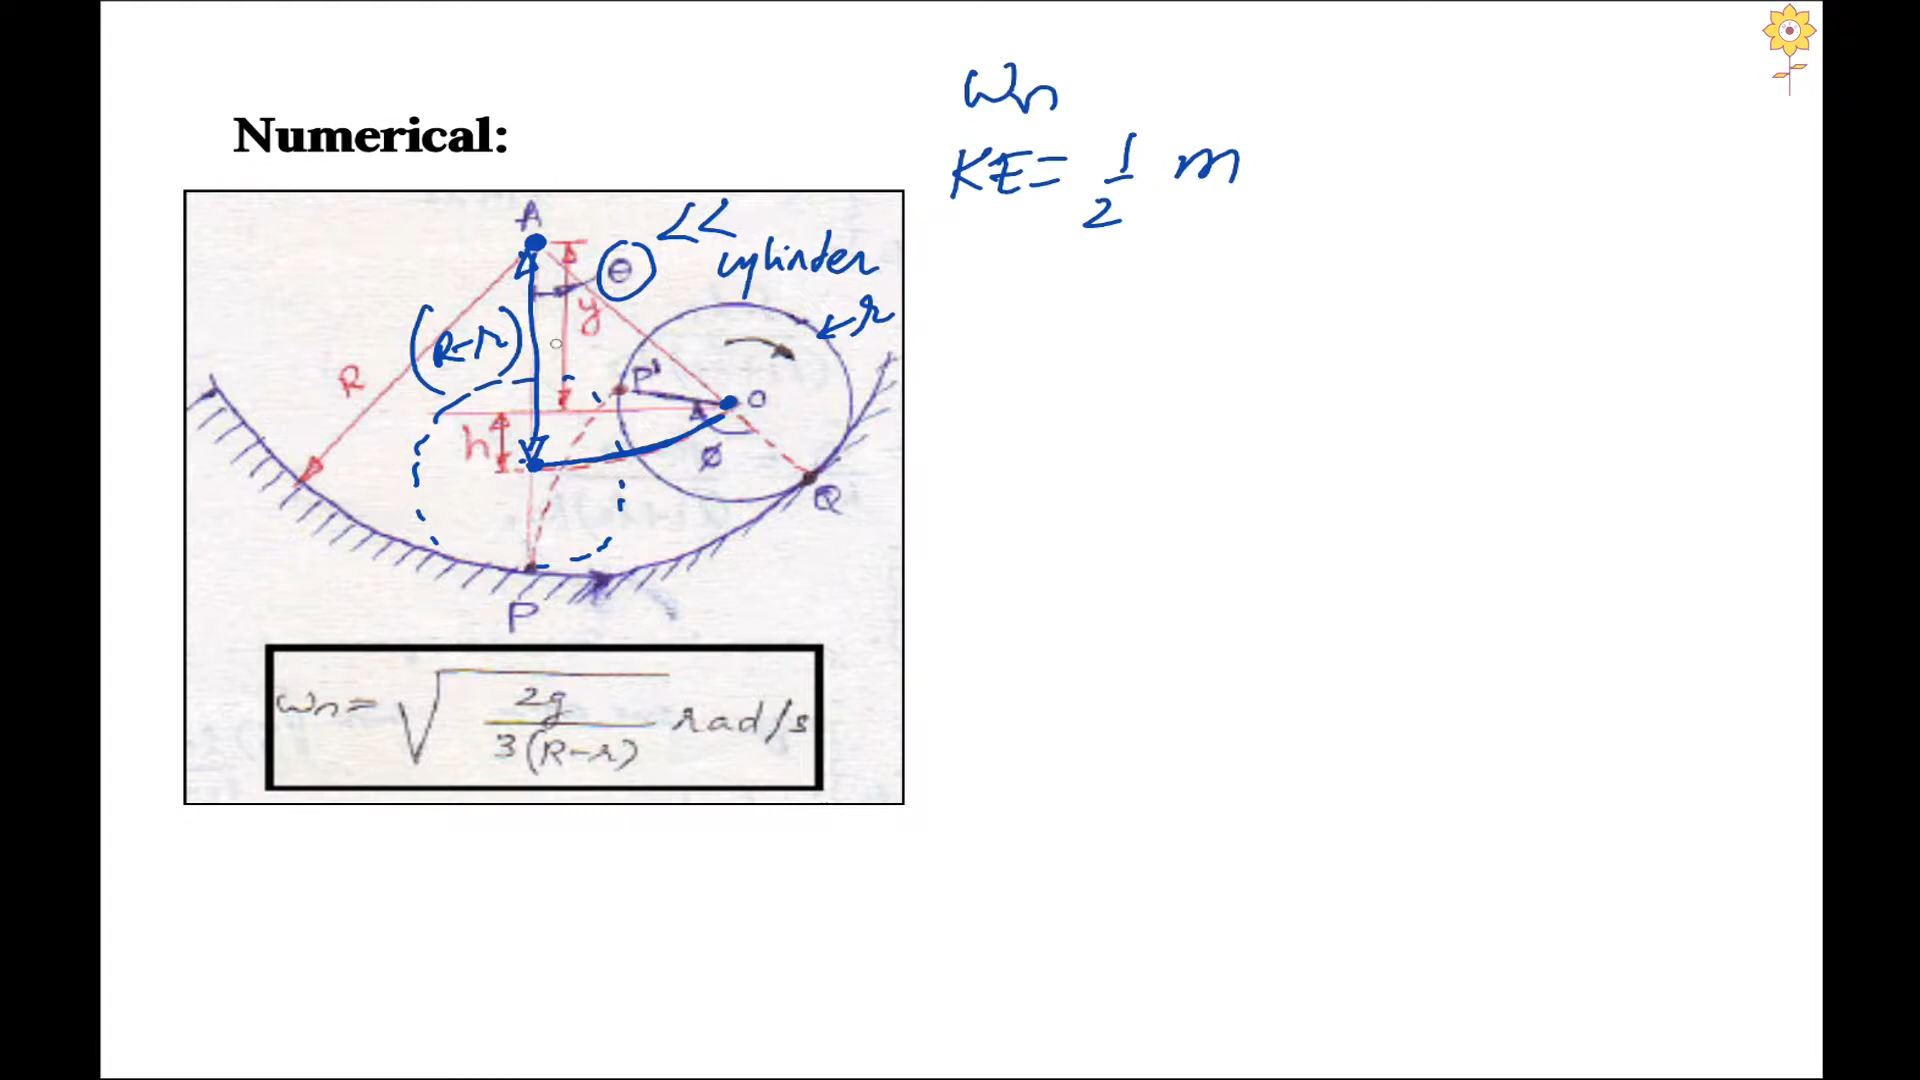 ωn
Numerical:
KE = 1/2 m
A
θ <<
cylinder
y
r
(R-r)
R
P'
O
h
ø
Q
P
ωn = √ 2g / 3(R-r) rad/s